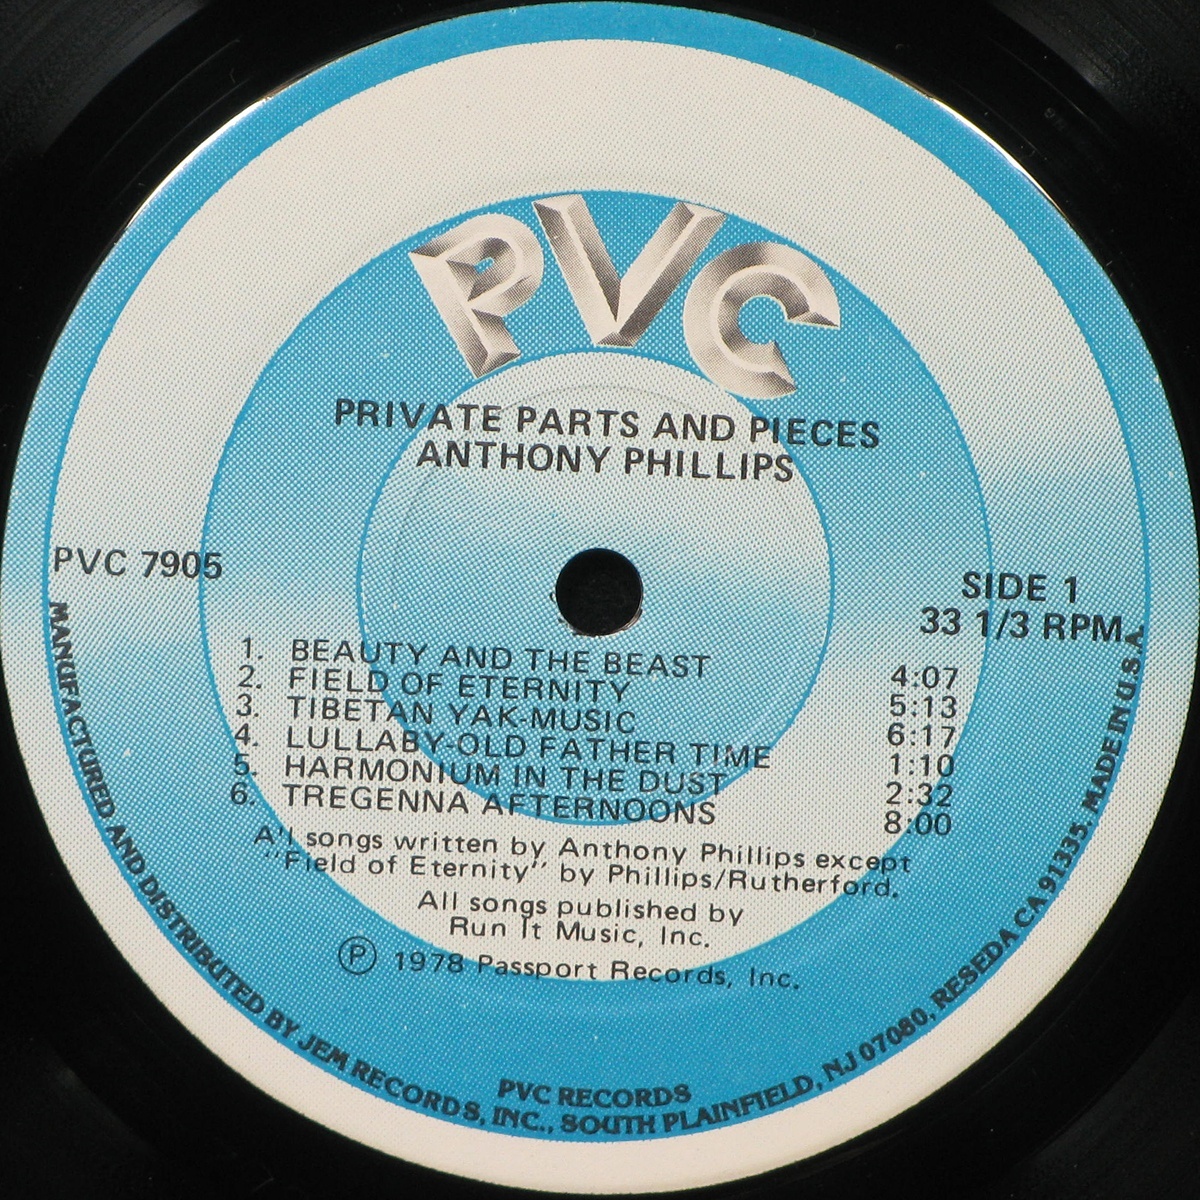 PVC
PRIVATE PARTS AND PIECES
ANTHONY PHILLIPS
PVC 7905
SIDE 1
33 1/3 RPM
1. BEAUTY AND THE BEAST 4:07
2. FIELD OF ETERNITY 5:13
3. TIBETAN YAK-MUSIC 6:17
4. LULLABY-OLD FATHER TIME 1:10
5. HARMONIUM IN THE DUST 2:32
6. TREGENNA AFTERNOONS 8:00
All songs written by Anthony Phillips except
"Field of Eternity" by Phillips/Rutherford.
All songs published by
Run It Music, Inc.
Ⓟ 1978 Passport Records, Inc.
PVC RECORDS
MANUFACTURED AND DISTRIBUTED BY JEM RECORDS, INC., SOUTH PLAINFIELD, NJ 07080, RESEDA CA 91335. MADE IN U.S.A.